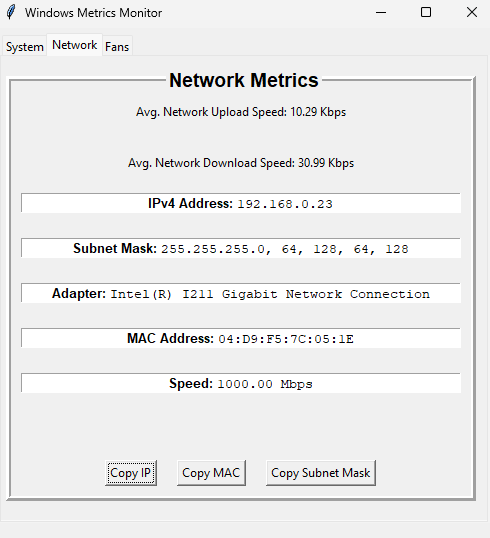 Windows Metrics Monitor
System Network Fans
Network Metrics
Avg. Network Upload Speed: 10.29 Kbps
Avg. Network Download Speed: 30.99 Kbps
IPv4 Address: 192.168.0.23
Subnet Mask: 255.255.255.0, 64, 128, 64, 128
Adapter: Intel(R) I211 Gigabit Network Connection
MAC Address: 04:D9:F5:7C:05:1E
Speed: 1000.00 Mbps
Copy IP Copy MAC Copy Subnet Mask